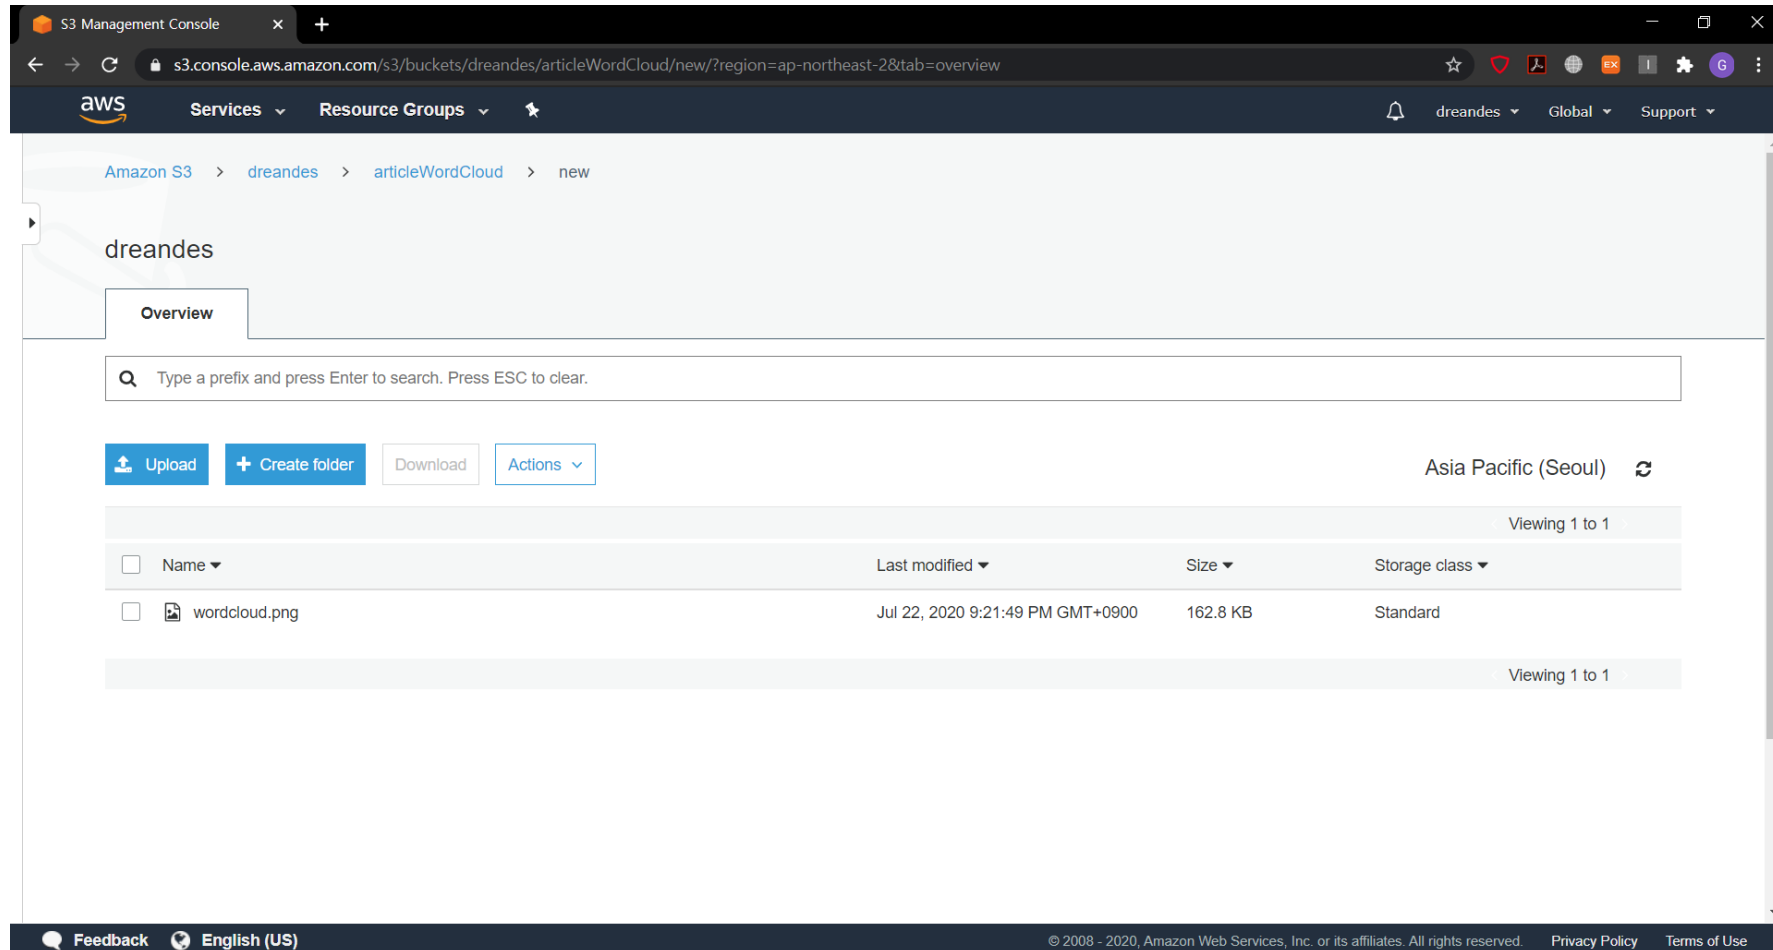 S3 Management Console
s3.console.aws.amazon.com/s3/buckets/dreandes/articleWordCloud/new/?region=ap-northeast-2&tab=overview
EX I G
aws Services Resource Groups dreandes Global Support
Amazon S3 > dreandes > articleWordCloud > new
dreandes
Overview
Type a prefix and press Enter to search. Press ESC to clear.
Upload + Create folder Download Actions Asia Pacific (Seoul)
Viewing 1 to 1
Name Last modified Size Storage class
wordcloud.png Jul 22, 2020 9:21:49 PM GMT+0900 162.8 KB Standard
Viewing 1 to 1
Feedback English (US) © 2008 - 2020, Amazon Web Services, Inc. or its affiliates. All rights reserved. Privacy Policy Terms of Use